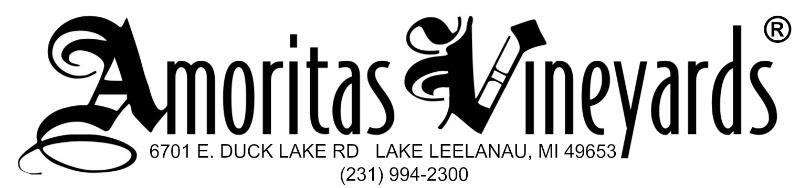 Amoritas Vineyards®
6701 E. DUCK LAKE RD LAKE LEELANAU, MI 49653
(231) 994-2300